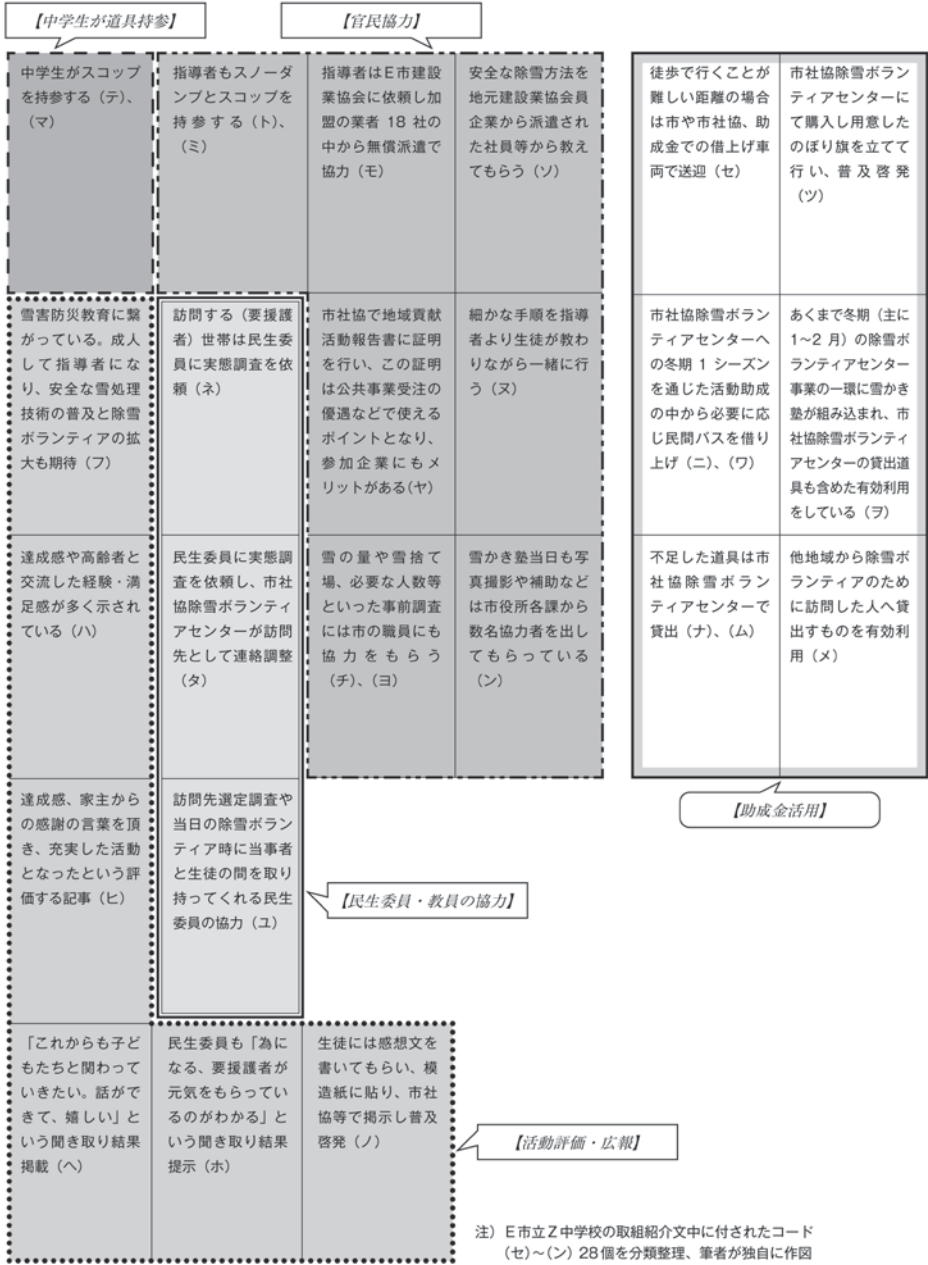 【中学生が道具持参】
【官民協力】
中学生がスコップ
を持参する（テ）、
（マ）
指導者もスノーダ
ンプとスコップを
持参する（ト）、
（ミ）
指導者はE市建設
業協会に依頼し加
盟の業者 18 社の
中から無償派遣で
協力（モ）
安全な除雪方法を
地元建設業協会員
企業から派遣され
た社員等から教え
てもらう（ソ）
徒歩で行くことが
難しい距離の場合
は市や市社協、助
成金での借上げ車
両で送迎（セ）
市社協除雪ボラン
ティアセンターに
て購入し用意した
のぼり旗を立てて
行い、普及啓発
（ツ）
雪害防災教育に繋
がっている。成人
して指導者にな
り、安全な雪処理
技術の普及と除雪
ボランティアの拡
大も期待（フ）
訪問する（要援護
者）世帯は民生委
員に実態調査を依
頼（ネ）
市社協で地域貢献
活動報告書に証明
を行い、この証明
は公共事業受注の
優遇などで使える
ポイントとなり、
参加企業にもメ
リットがある（ヤ）
細かな手順を指導
者より生徒が教わ
りながら一緒に行
う（ヌ）
市社協除雪ボラン
ティアセンターへ
の冬期 1 シーズン
を通じた活動助成
の中から必要に応
じ民間バスを借り
上げ（ニ）、（ワ）
あくまで冬期（主に
1~2 月）の除雪ボ
ランティアセンター
事業の一環に雪かき
塾が組み込まれ、市
社協除雪ボランティ
アセンターの貸出道
具も含めた有効利用
をしている（ヲ）
達成感や高齢者と
交流した経験・満
足感が多く示され
ている（ハ）
民生委員に実態調
査を依頼し、市社
協除雪ボランティ
アセンターが訪問
先として連絡調整
（タ）
雪の量や雪捨て
場、必要な人数等
といった事前調査
には市の職員にも
協力をもらう
（チ）、（ヨ）
雪かき塾当日も写
真撮影や補助など
は市役所各課から
数名協力者を出し
てもらっている
（ン）
不足した道具は市
社協除雪ボラン
ティアセンターで
貸出（ナ）、（ム）
他地域から除雪ボ
ランティアのため
に訪問した人へ貸
出すものを有効利
用（メ）
達成感、家主から
の感謝の言葉を頂
き、充実した活動
となったという評
価する記事（ヒ）
訪問先選定調査や
当日の除雪ボラン
ティア時に当事者
と生徒の間を取り
持ってくれる民生
委員の協力（ユ）
【助成金活用】
【民生委員・教員の協力】
「これからも子ど
もたちと関わって
いきたい。話がで
きて、嬉しい」と
いう聞き取り結果
掲載（ヘ）
民生委員も「為に
なる、要援護者が
元気をもらってい
るのがわかる」と
いう聞き取り結果
提示（ホ）
生徒には感想文を
書いてもらい、模
造紙に貼り、市社
協等で掲示し普及
啓発（ノ）
【活動評価・広報】
注）E市立Z中学校の取組紹介文中に付されたコード
（セ）～（ン）28個を分類整理、筆者が独自に作図